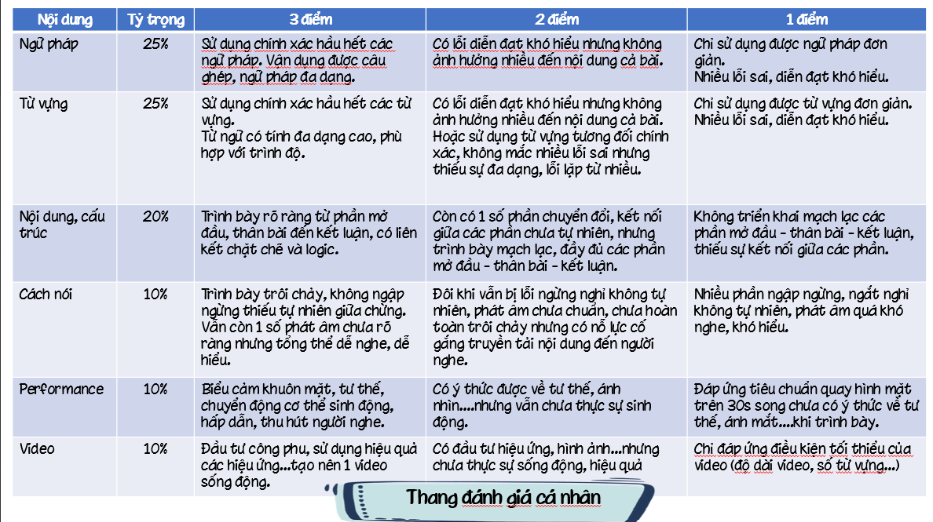 Nội dung Tỷ trọng 3 điểm 2 điểm 1 điểm
Ngữ pháp
25%
Sử dụng chính xác hầu hết các
ngữ pháp. Vận dụng được câu
ghép, ngữ pháp đa dạng.
Có lỗi diễn đạt khó hiểu nhưng không
ảnh hưởng nhiều đến nội dung cả bài.
Chỉ sử dụng được ngữ pháp đơn
giản.
Nhiều lỗi sai, diễn đạt khó hiểu.
Từ vựng
25%
Sử dụng chính xác hầu hết các từ
vựng.
Từ ngữ có tính đa dạng cao, phù
hợp với trình độ.
Có lỗi diễn đạt khó hiểu nhưng không
ảnh hưởng nhiều đến nội dung cả bài.
Hoặc sử dụng từ vựng tương đối chính
xác, không mắc nhiều lỗi sai nhưng
thiếu sự đa dạng, lỗi lặp từ nhiều.
Chỉ sử dụng được từ vựng đơn giản.
Nhiều lỗi sai, diễn đạt khó hiểu.
Nội dung, cấu
trúc
20%
Trình bày rõ ràng từ phần mở
đầu, thân bài đến kết luận, có liên
kết chặt chẽ và logic.
Còn có 1 số phần chuyển đổi, kết nối
giữa các phần chưa tự nhiên, nhưng
trình bày mạch lạc, đầy đủ các phần
mở đầu - thân bài - kết luận.
Không triển khai mạch lạc các
phần mở đầu - thân bài - kết luận,
thiếu sự kết nối giữa các phần.
Cách nói
10%
Trình bày trôi chảy, không ngập
ngừng thiếu tự nhiên giữa chừng.
Vẫn còn 1 số phát âm chưa rõ
ràng nhưng tổng thể dễ nghe, dễ
hiểu.
Đôi khi vẫn bị lỗi ngừng nghỉ không tự
nhiên, phát âm chưa chuẩn, chưa hoàn
toàn trôi chảy nhưng có nỗ lực cố
gắng truyền tải nội dung đến người
nghe.
Nhiều phần ngập ngừng, ngắt nghỉ
không tự nhiên, phát âm quá khó
nghe, khó hiểu.
Performance
10%
Biểu cảm khuôn mặt, tư thế,
chuyển động cơ thể sinh động,
hấp dẫn, thu hút người nghe.
Có ý thức được về tư thế, ánh
nhìn....nhưng vẫn chưa thực sự sinh
động.
Đáp ứng tiêu chuẩn quay hình mặt
trên 30s song chưa có ý thức về tư
thế, ánh mắt....khi trình bày.
Video
10%
Đầu tư công phu, sử dụng hiệu quả
các hiệu ứng...tạo nên 1 video
sống động.
Có đầu tư hiệu ứng, hình ảnh...nhưng
chưa thực sự sống động, hiệu quả
Chỉ đáp ứng điều kiện tối thiểu của
video (độ dài video, số từ vựng...)
Thang đánh giá cá nhân